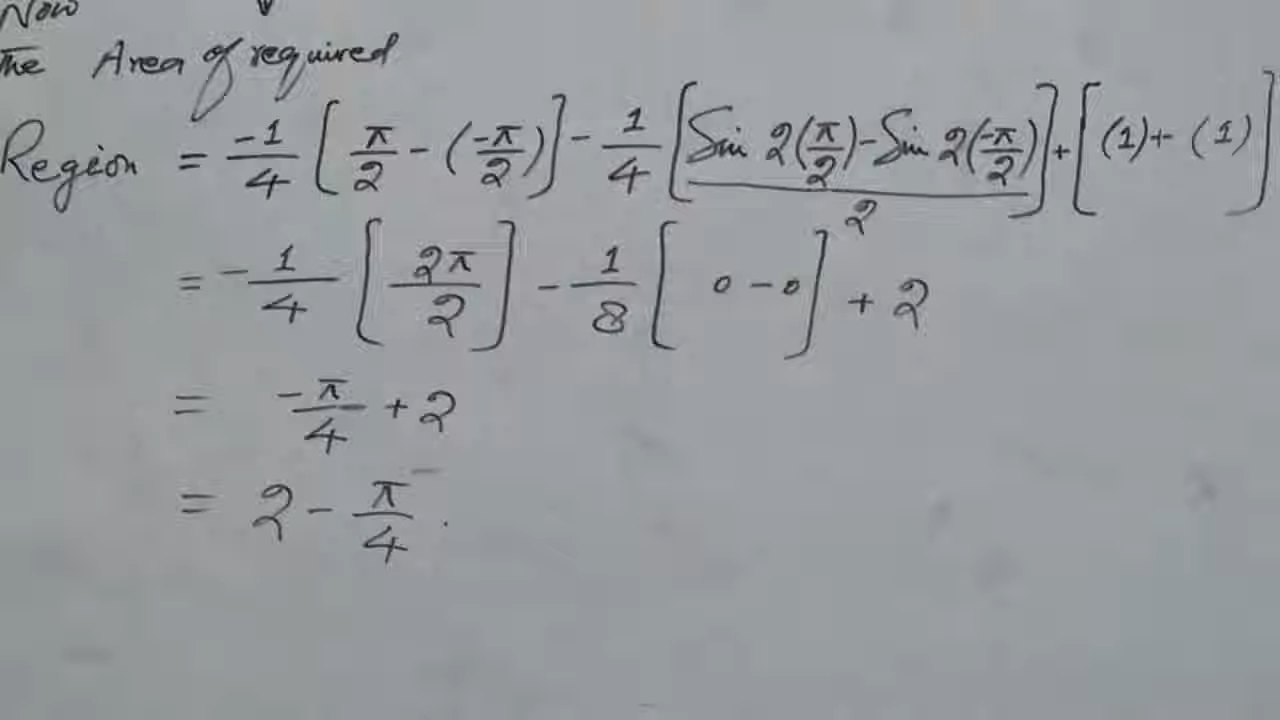 Now
The Area of required
Region = -1/4 [π/2 - (-π/2)] - 1/4 [(Sin 2(π/2) - Sin 2(-π/2))/2] + [(1) + (1)]
= - 1/4 [2π/2] - 1/8 [0 - 0] + 2
= -π/4 + 2
= 2 - π/4.